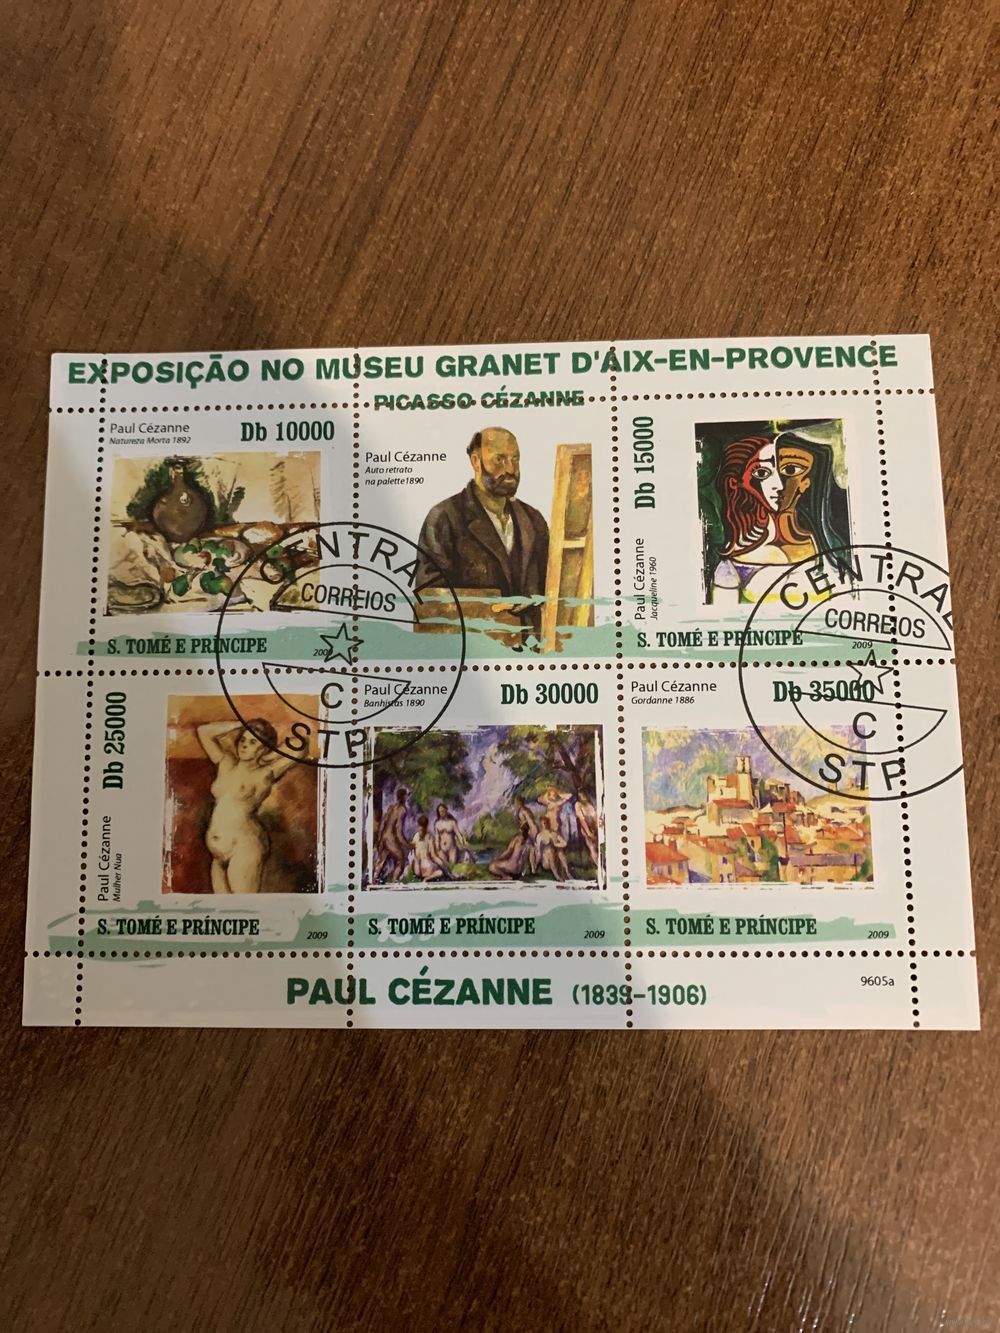 EXPOSIÇÃO NO MUSEU GRANET D'AIX-EN-PROVENCE
PICASSO CÉZANNE
Paul Cézanne
Natureza Morta 1892
Db 10000
S. TOMÉ E PRÍNCIPE
2009
Paul Cézanne
Auto retrato
na palette1890
Db 15000
Paul Cézanne
Jacqueline 1960
S. TOMÉ E PRÍNCIPE
2009
CENTRAL
CORREIOS
C
STP
CENTRAL
CORREIOS
C
STP
Db 25000
Paul Cézanne
Mulher Nua
S. TOMÉ E PRÍNCIPE
2009
Paul Cézanne
Banhistas 1890
Db 30000
S. TOMÉ E PRÍNCIPE
2009
Paul Cézanne
Gordanne 1886
Db 35000
S. TOMÉ E PRÍNCIPE
2009
PAUL CÉZANNE (1839-1906)
9605a